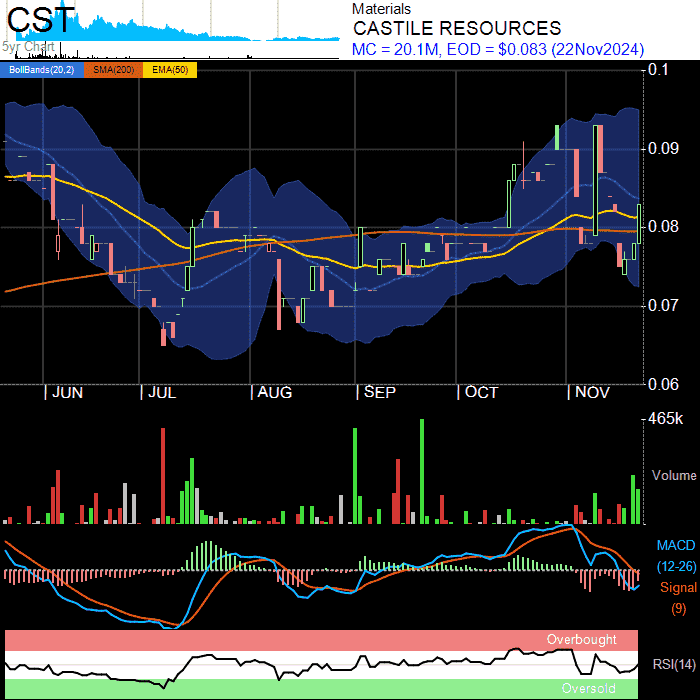 CST
5yr Chart
Materials
CASTILE RESOURCES
MC = 20.1M, EOD = $0.083 (22Nov2024)
BollBands(20,2) SMA(200) EMA(50)
0.1
0.09
0.08
0.07
0.06
JUN JUL AUG SEP OCT NOV
465k
Volume
MACD
(12-26)
Signal
(9)
Overbought
RSI(14)
Oversold